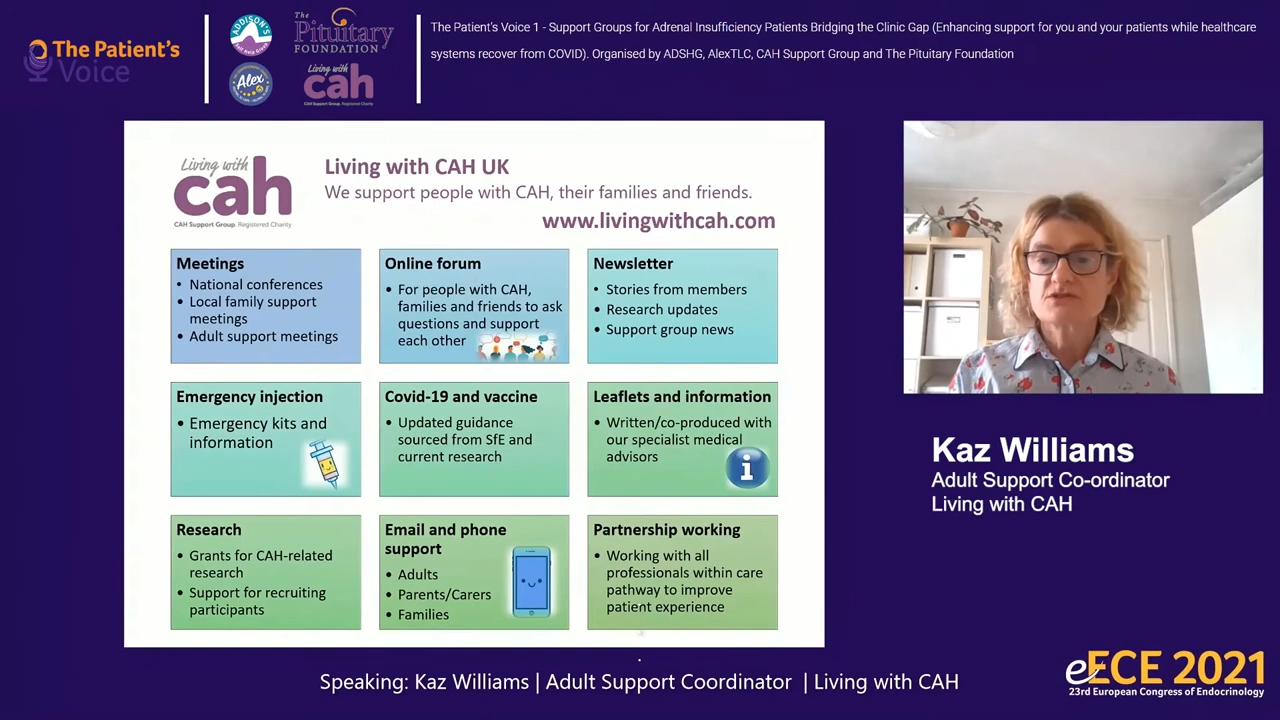 The Patient's
Voice
ADDISON'S
Self Help Group
The
Pituitary
FOUNDATION
Alex
Living with
cah
CAH Support Group. Registered Charity
The Patient's Voice 1 - Support Groups for Adrenal Insufficiency Patients Bridging the Clinic Gap (Enhancing support for you and your patients while healthcare
systems recover from COVID). Organised by ADSHG, AlexTLC, CAH Support Group and The Pituitary Foundation
Living with
cah
CAH Support Group. Registered Charity
Living with CAH UK
We support people with CAH, their families and friends.
www.livingwithcah.com
Meetings
• National conferences
• Local family support
meetings
• Adult support meetings
Online forum
• For people with CAH,
families and friends to ask
questions and support
each other
Newsletter
• Stories from members
• Research updates
• Support group news
Emergency injection
• Emergency kits and
information
Covid-19 and vaccine
• Updated guidance
sourced from SfE and
current research
Leaflets and information
• Written/co-produced with
our specialist medical
advisors
i
Research
• Grants for CAH-related
research
• Support for recruiting
participants
Email and phone
support
• Adults
• Parents/Carers
• Families
Partnership working
• Working with all
professionals within care
pathway to improve
patient experience
Kaz Williams
Adult Support Co-ordinator
Living with CAH
Speaking: Kaz Williams | Adult Support Coordinator | Living with CAH
eECE 2021
23rd European Congress of Endocrinology